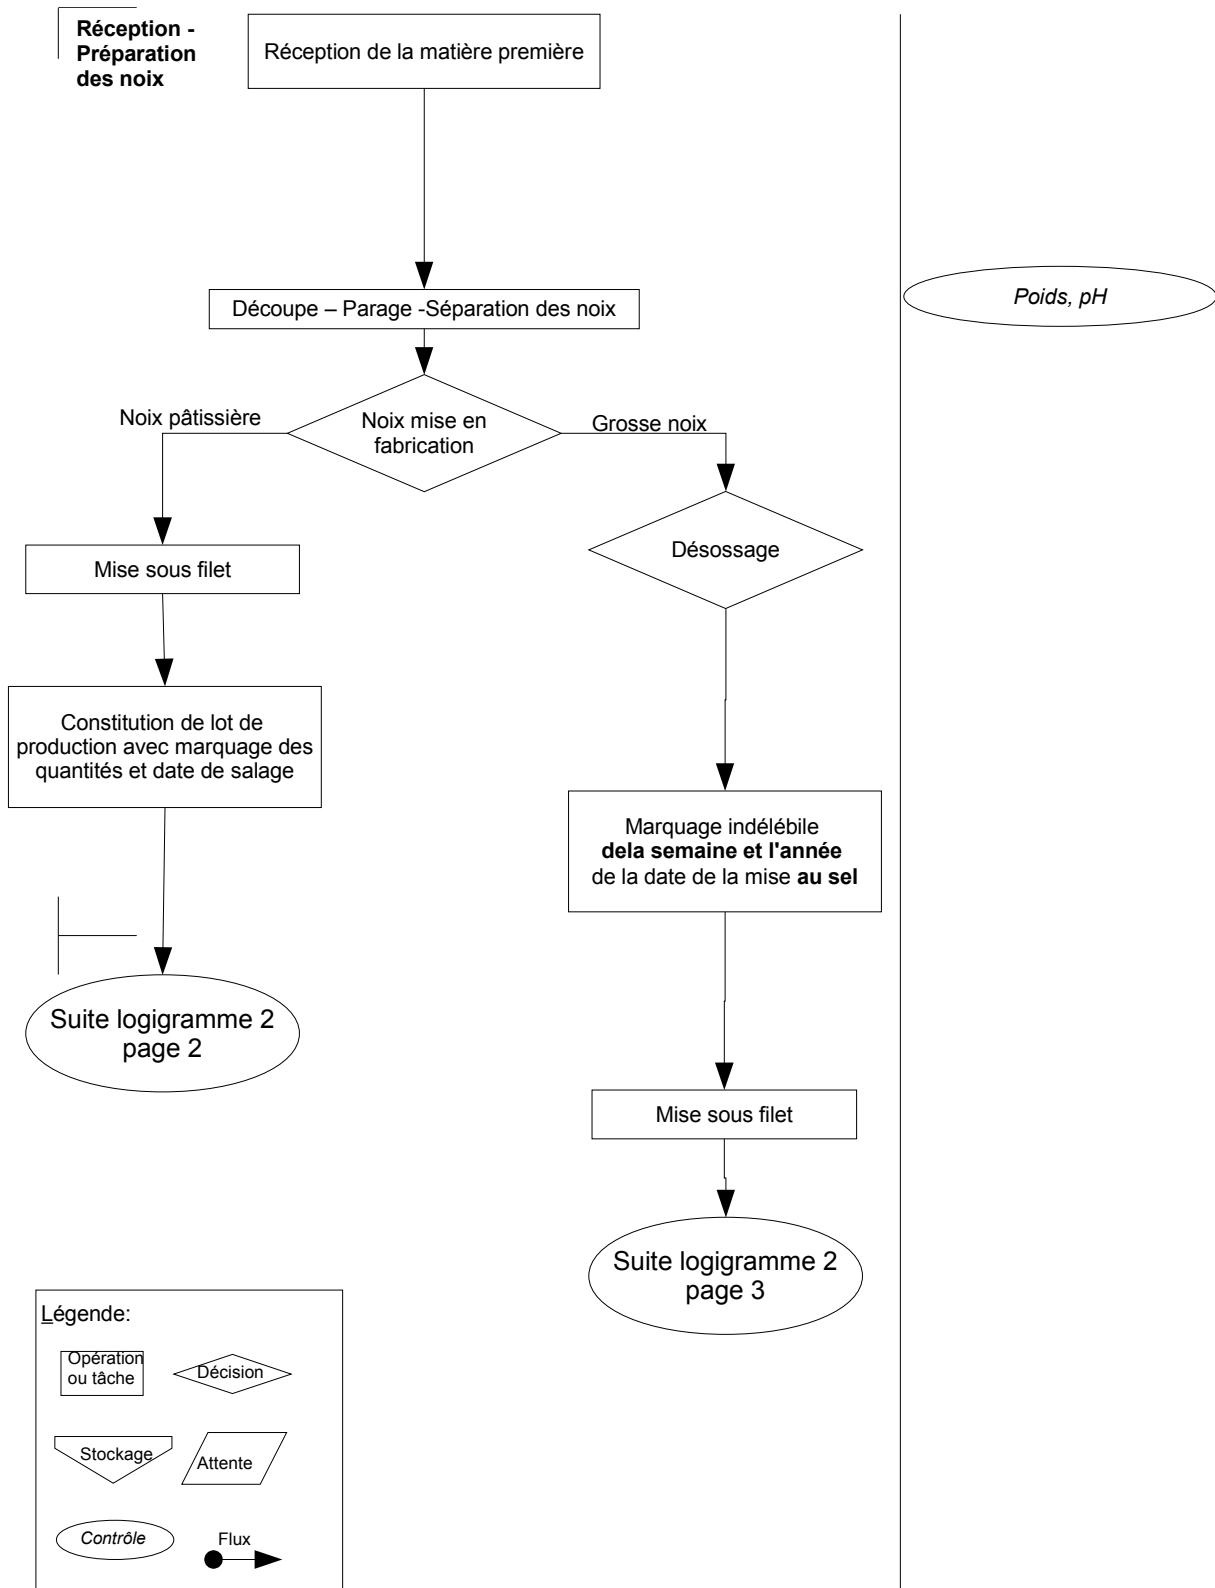 Réception -
Préparation
des noix
Réception de la matière première
Découpe – Parage -Séparation des noix
Poids, pH
Noix pâtissière
Noix mise en
fabrication
Grosse noix
Mise sous filet
Désossage
Constitution de lot de
production avec marquage des
quantités et date de salage
Marquage indélébile
dela semaine et l'année
de la date de la mise au sel
Suite logigramme 2
page 2
Mise sous filet
Suite logigramme 2
page 3
Légende:
Opération
ou tâche
Décision
Stockage
Attente
Contrôle
Flux